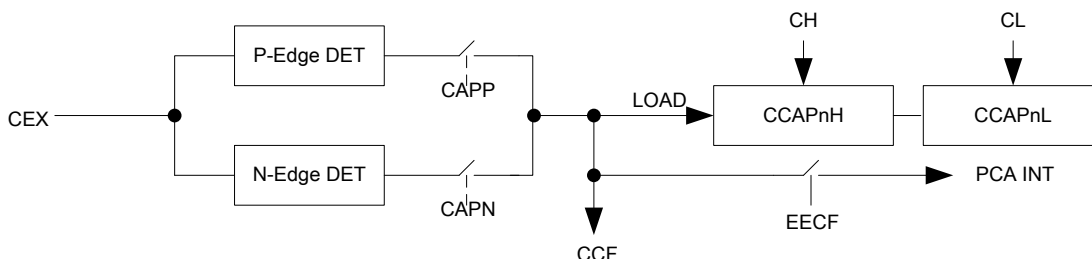 CH
CL
P-Edge DET
CAPP
LOAD
CCAPnH
CCAPnL
CEX
N-Edge DET
PCA INT
CAPN
EECF
CCF